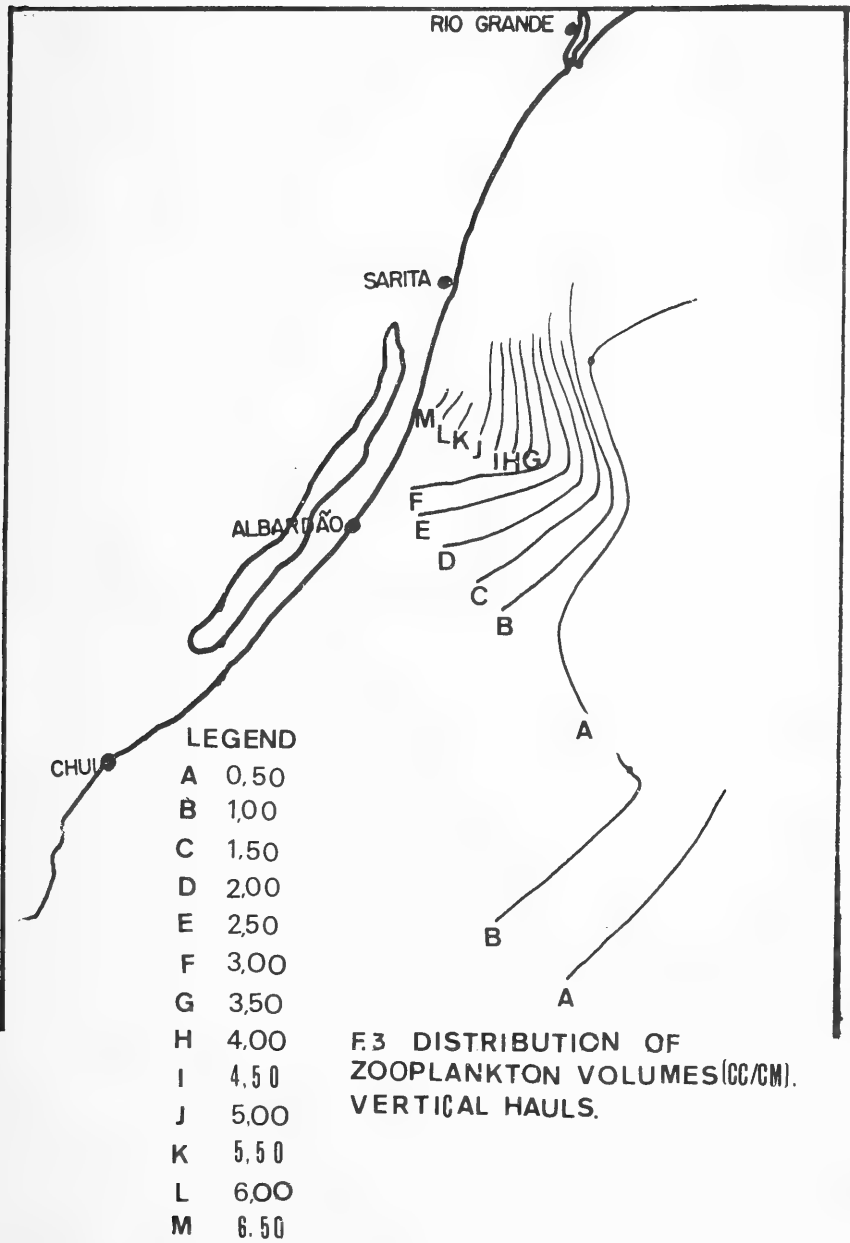 RIO GRANDE
SARITA
M
L
K
J
I
H
G
F
E
ALBARDÃO
D
C
B
A
CHUI
LEGEND
A 0,50
B 1,00
C 1,50
D 2,00
E 2,50
F 3,00
G 3,50
H 4,00
I 4,50
J 5,00
K 5,50
L 6,00
M 6.50
B
A
F.3 DISTRIBUTION OF
ZOOPLANKTON VOLUMES(CC/CM).
VERTICAL HAULS.